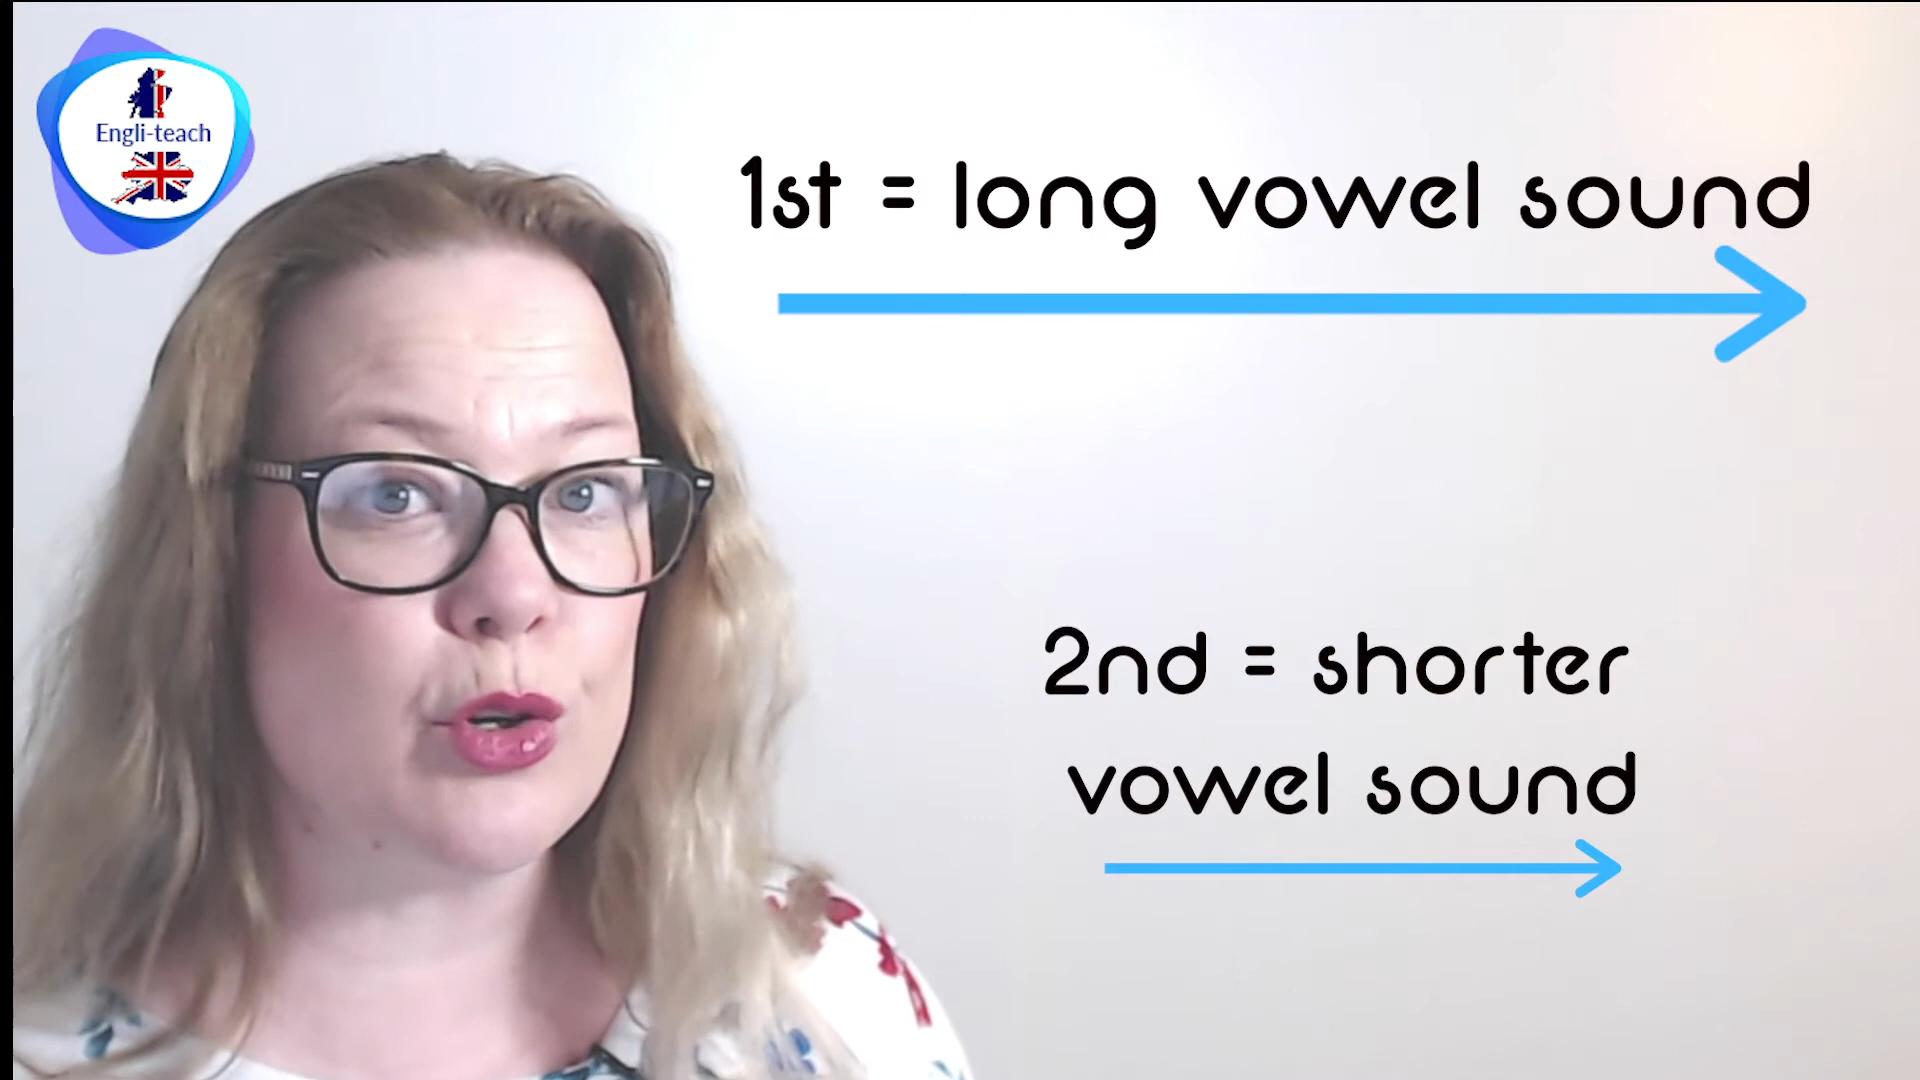 Engli-teach
1st = long vowel sound
2nd = shorter
vowel sound